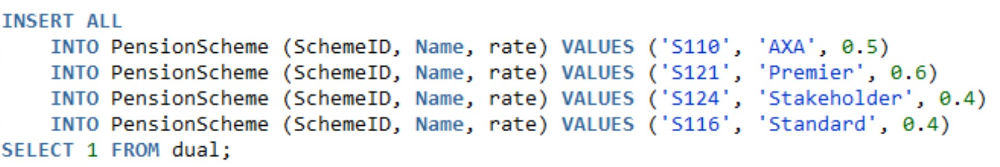 INSERT ALL
    INTO PensionScheme (SchemeID, Name, rate) VALUES ('S110', 'AXA', 0.5)
    INTO PensionScheme (SchemeID, Name, rate) VALUES ('S121', 'Premier', 0.6)
    INTO PensionScheme (SchemeID, Name, rate) VALUES ('S124', 'Stakeholder', 0.4)
    INTO PensionScheme (SchemeID, Name, rate) VALUES ('S116', 'Standard', 0.4)
SELECT 1 FROM dual;